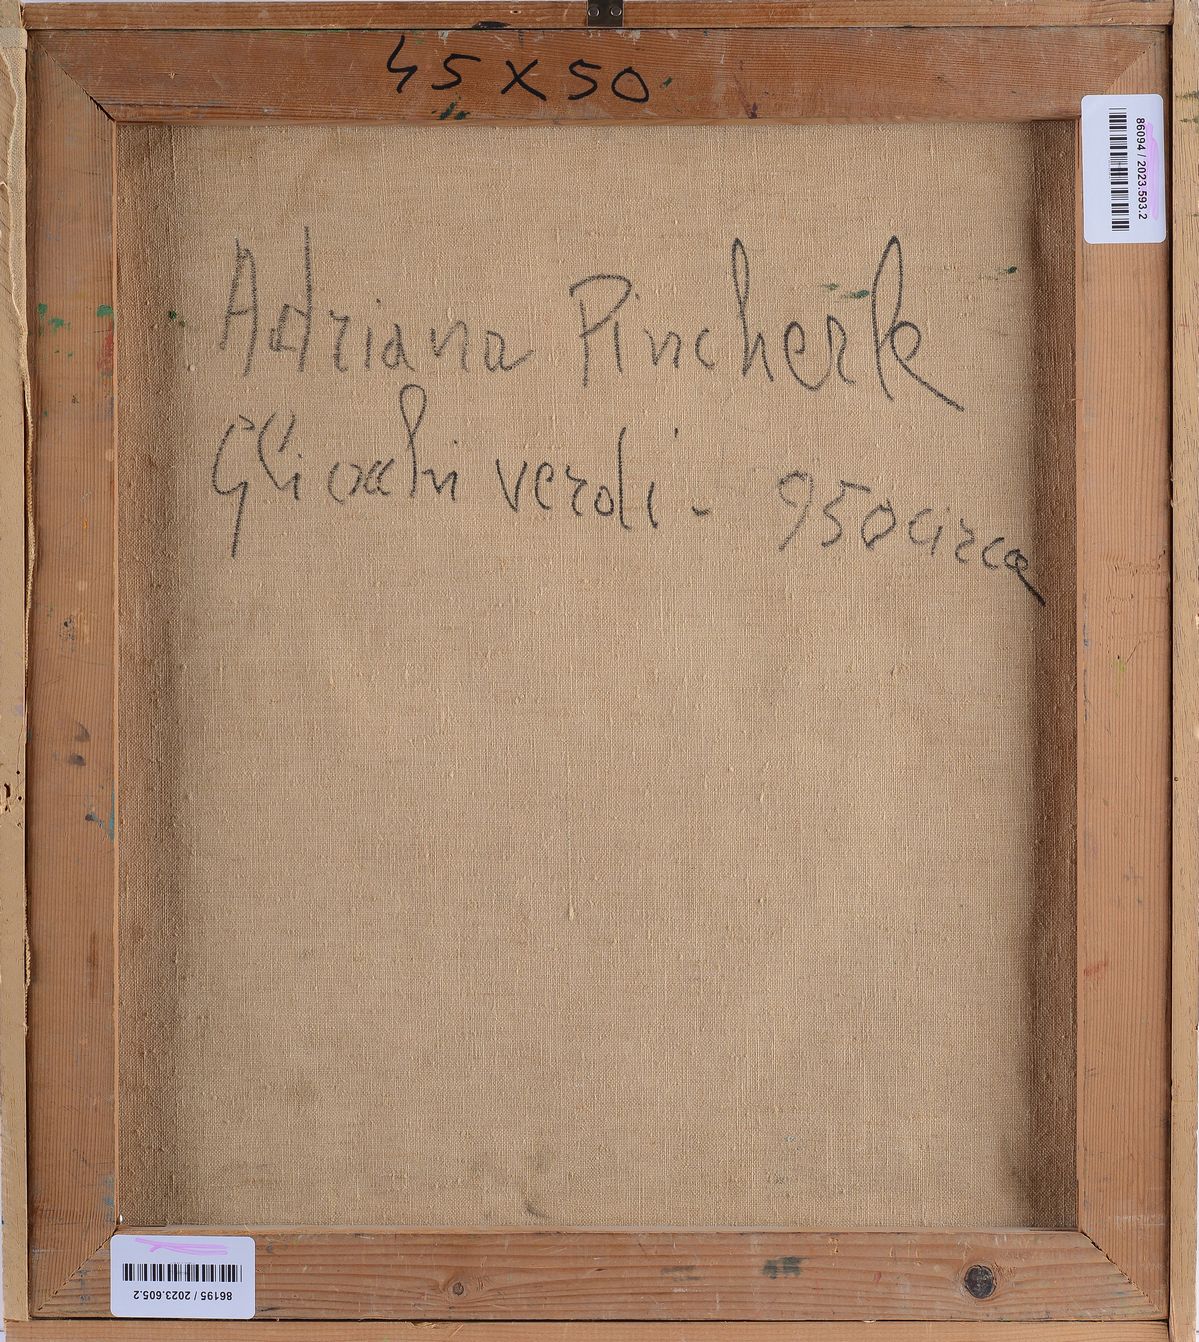 45 x 50
86094 / 2023.593.2
Adriana Pincherle
Gli occhi verdi - 950 circa
86195 / 2023.605.2